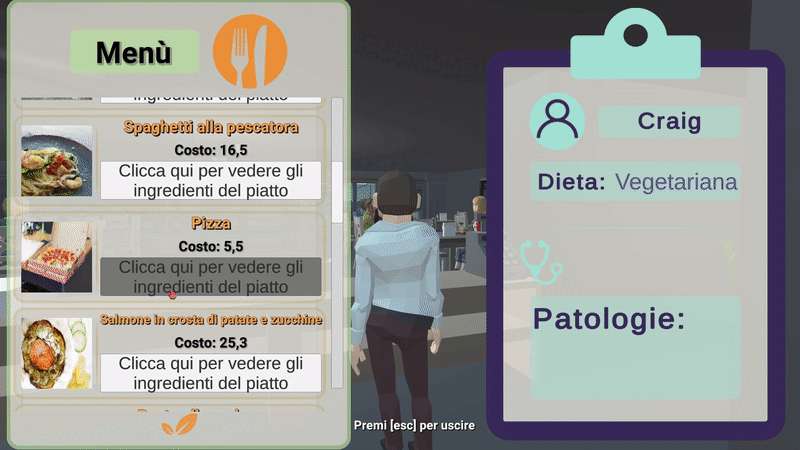 Menù
ingredienti del piatto
Spaghetti alla pescatora
Costo: 16,5
Clicca qui per vedere gli
ingredienti del piatto
Pizza
Costo: 5,5
Clicca qui per vedere gli
ingredienti del piatto
Salmone in crosta di patate e zucchine
Costo: 25,3
Clicca qui per vedere gli
ingredienti del piatto
Premi [esc] per uscire
Craig
Dieta: Vegetariana
Patologie: